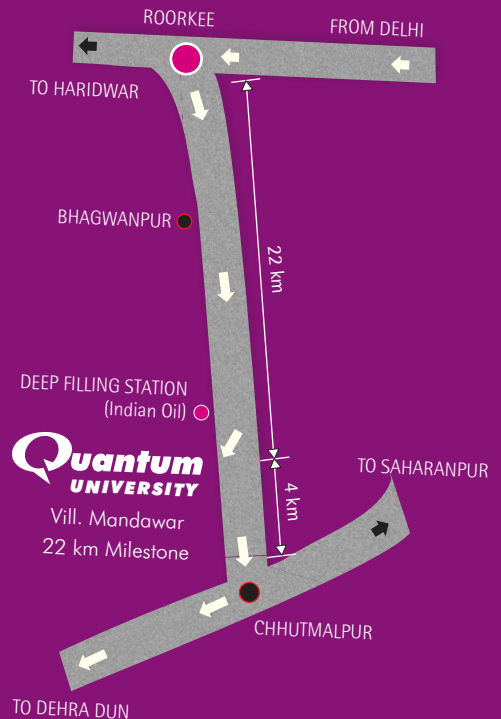 ROORKEE
FROM DELHI
TO HARIDWAR
BHAGWANPUR
22 km
DEEP FILLING STATION
(Indian Oil)
Quantum
UNIVERSITY
Vill. Mandawar
22 km Milestone
TO SAHARANPUR
4 km
CHHUTMALPUR
TO DEHRA DUN